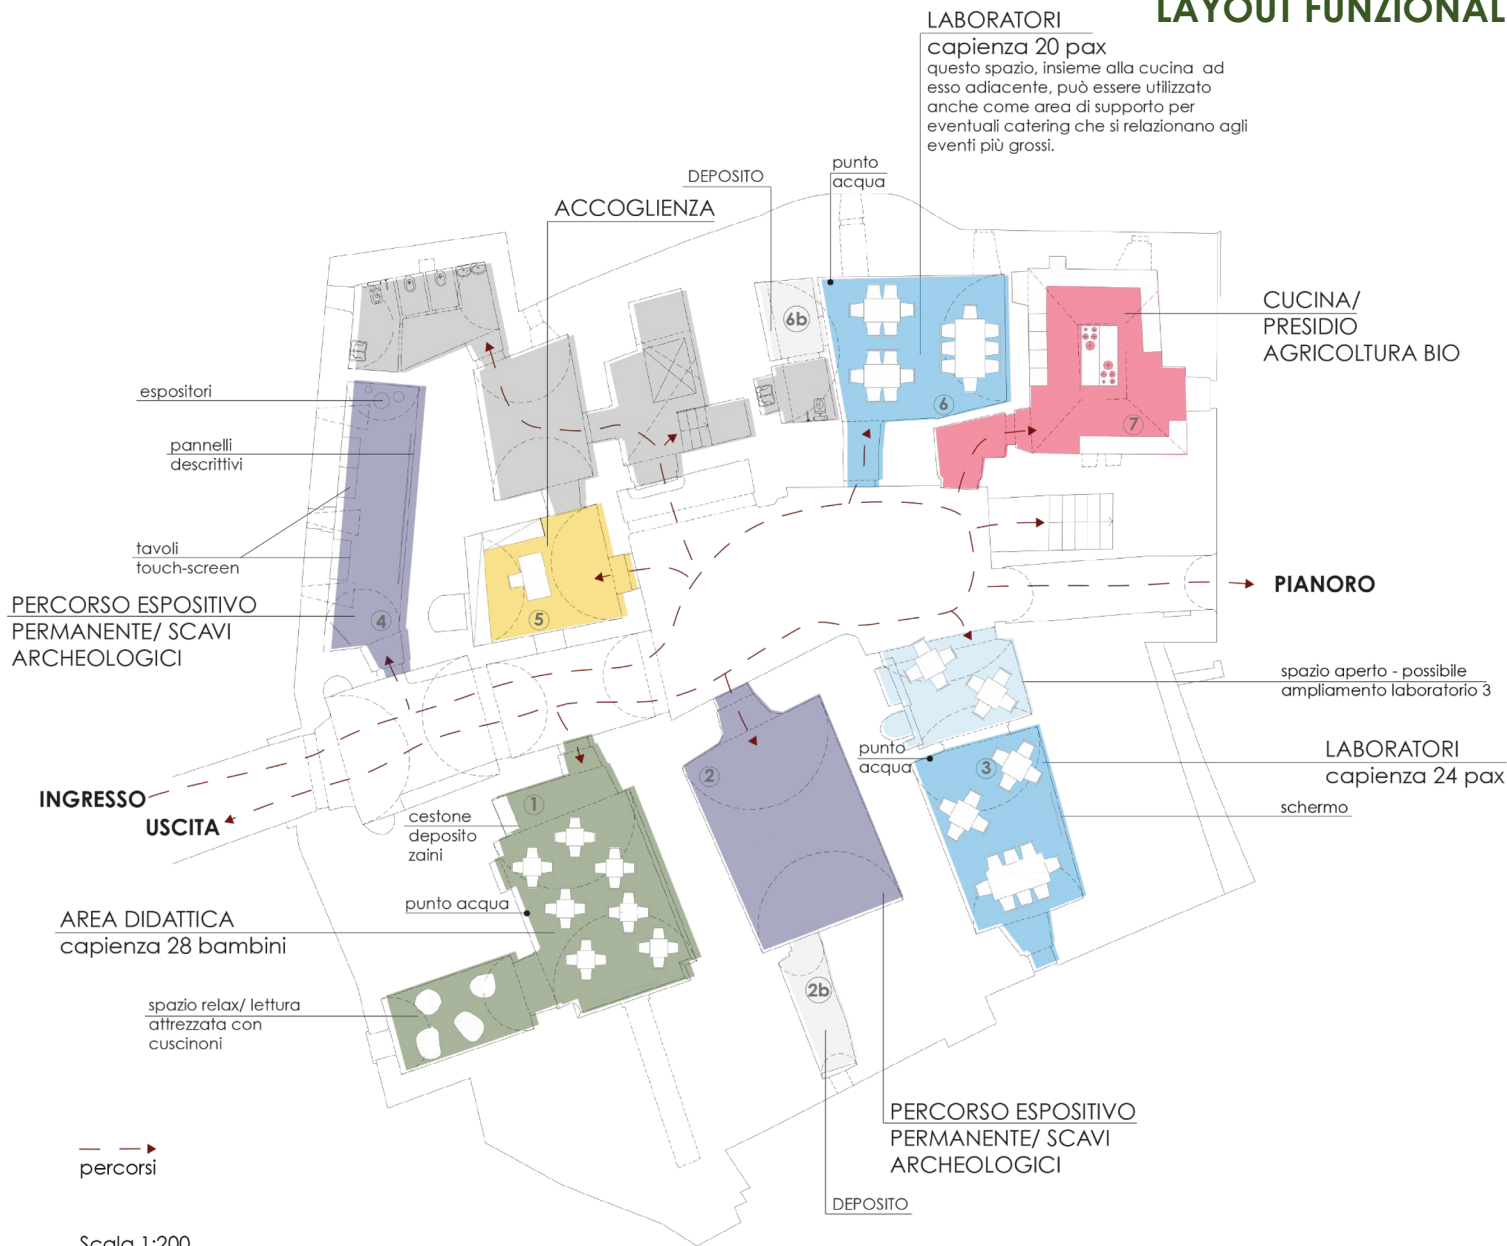 LAYOUT FUNZIONAL
LABORATORI
capienza 20 pax
questo spazio, insieme alla cucina ad
esso adiacente, può essere utilizzato
anche come area di supporto per
eventuali catering che si relazionano agli
eventi più grossi.
punto
acqua
DEPOSITO
ACCOGLIENZA
6b
CUCINA/
PRESIDIO
AGRICOLTURA BIO
espositori
6
7
pannelli
descrittivi
tavoli
touch-screen
PIANORO
PERCORSO ESPOSITIVO
PERMANENTE/ SCAVI
ARCHEOLOGICI
4
5
spazio aperto - possibile
ampliamento laboratorio 3
punto
acqua
3
2
LABORATORI
capienza 24 pax
INGRESSO
USCITA
1
schermo
cestone
deposito
zaini
punto acqua
AREA DIDATTICA
capienza 28 bambini
2b
spazio relax/ lettura
attrezzata con
cuscinoni
PERCORSO ESPOSITIVO
PERMANENTE/ SCAVI
ARCHEOLOGICI
percorsi
DEPOSITO
Scala 1:200